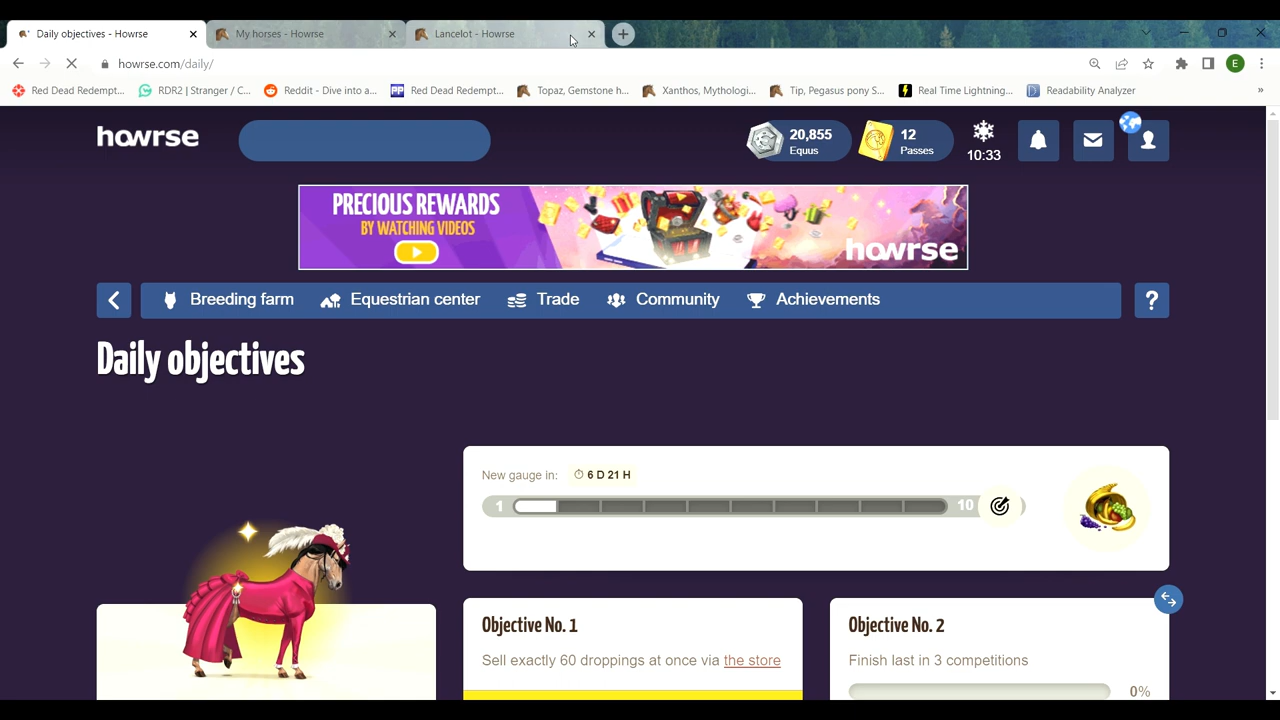 Daily objectives - Howrse
My horses - Howrse
Lancelot - Howrse
howrse.com/daily/
E
Red Dead Redempt...
RDR2 | Stranger / C...
Reddit - Dive into a...
Red Dead Redempt...
Topaz, Gemstone h...
Xanthos, Mythologi...
Tip, Pegasus pony S...
Real Time Lightning...
Readability Analyzer
»
howrse
20,855
Equus
12
Passes
10:33
PRECIOUS REWARDS
BY WATCHING VIDEOS
howrse
Breeding farm
Equestrian center
Trade
Community
Achievements
?
Daily objectives
New gauge in: 6 D 21 H
1
10
Objective No. 1
Sell exactly 60 droppings at once via the store
Objective No. 2
Finish last in 3 competitions
0%